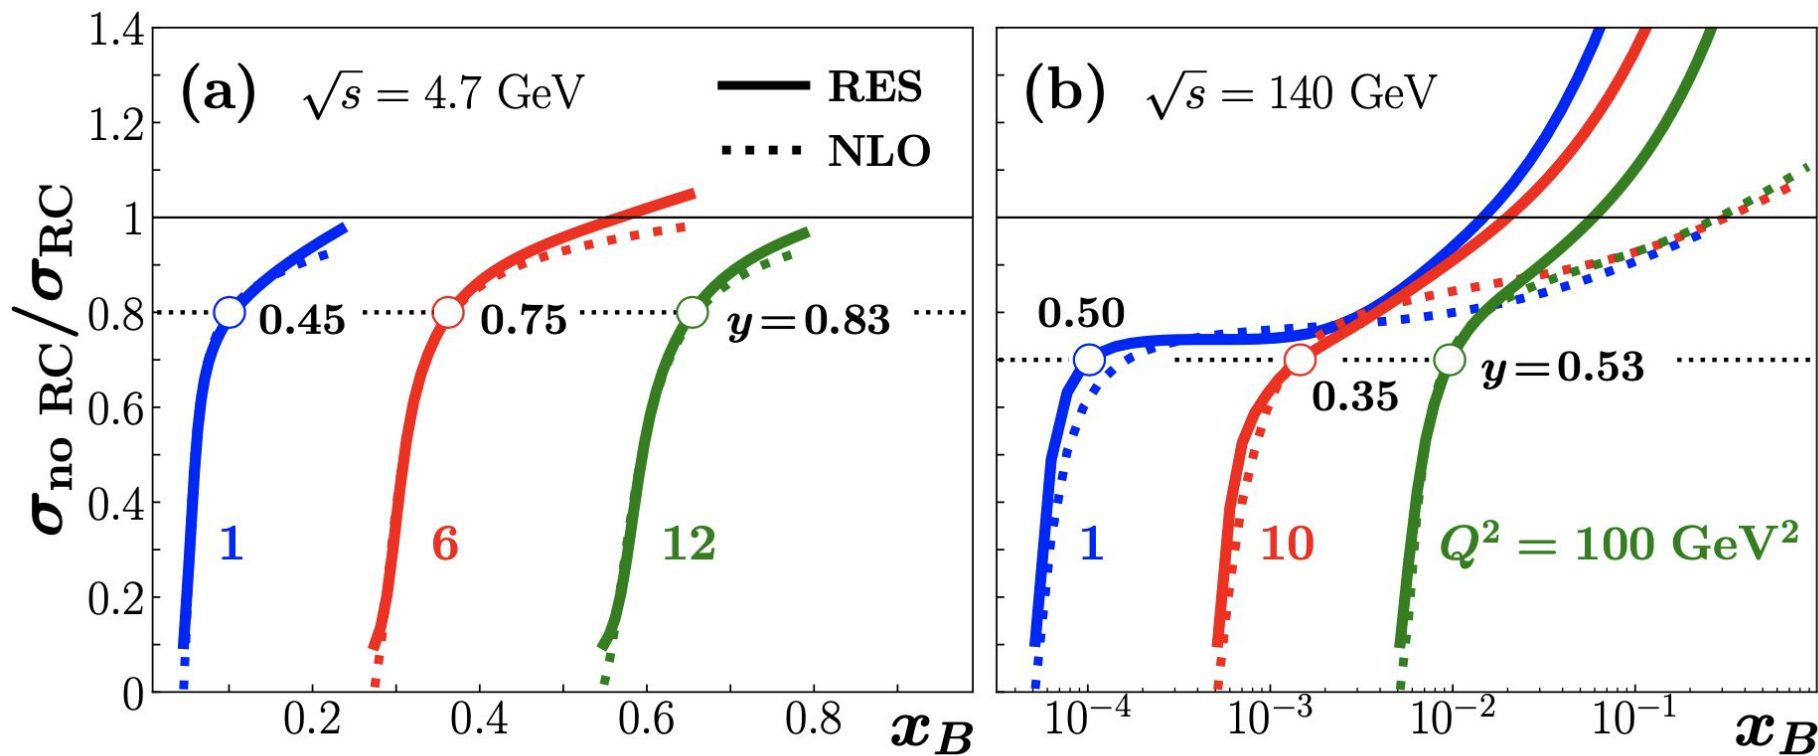 (a) √s = 4.7 GeV
RES
NLO
0.45
0.75
y = 0.83
1
6
12
1.4
1.2
1
0.8
0.6
0.4
0.2
0
σno RC/σRC
0.2 0.4 0.6 0.8 xB
(b) √s = 140 GeV
0.50
0.35
y = 0.53
1
10
Q² = 100 GeV²
10⁻⁴ 10⁻³ 10⁻² 10⁻¹ xB